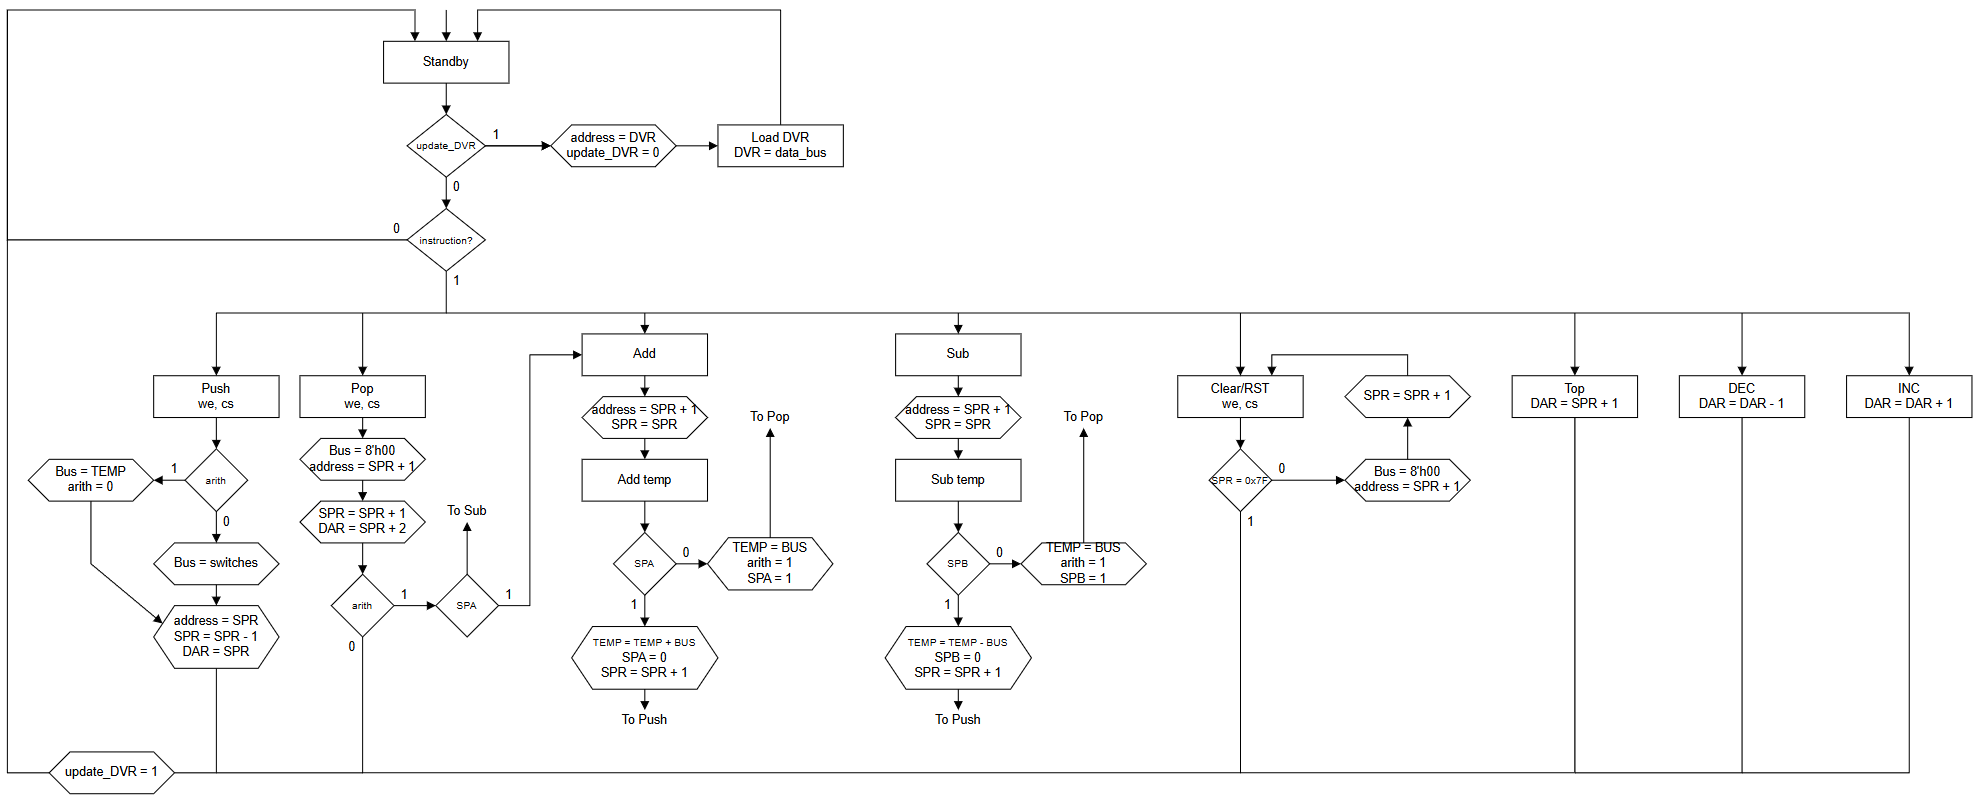 Standby
update_DVR
1
address = DVR
update_DVR = 0
Load DVR
DVR = data_bus
0
instruction?
0
1
Push
we, cs
arith
1
Bus = TEMP
arith = 0
0
Bus = switches
address = SPR
SPR = SPR - 1
DAR = SPR
Pop
we, cs
Bus = 8'h00
address = SPR + 1
SPR = SPR + 1
DAR = SPR + 2
arith
1
0
SPA
1
To Sub
Add
address = SPR + 1
SPR = SPR
Add temp
SPA
0
TEMP = BUS
arith = 1
SPA = 1
To Pop
1
TEMP = TEMP + BUS
SPA = 0
SPR = SPR + 1
To Push
Sub
address = SPR + 1
SPR = SPR
Sub temp
SPB
0
TEMP = BUS
arith = 1
SPB = 1
To Pop
1
TEMP = TEMP - BUS
SPB = 0
SPR = SPR + 1
To Push
Clear/RST
we, cs
SPR = 0x7F
0
Bus = 8'h00
address = SPR + 1
SPR = SPR + 1
1
Top
DAR = SPR + 1
DEC
DAR = DAR - 1
INC
DAR = DAR + 1
update_DVR = 1